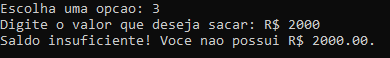 Escolha uma opcao: 3
Digite o valor que deseja sacar: R$ 2000
Saldo insuficiente! Voce nao possui R$ 2000.00.